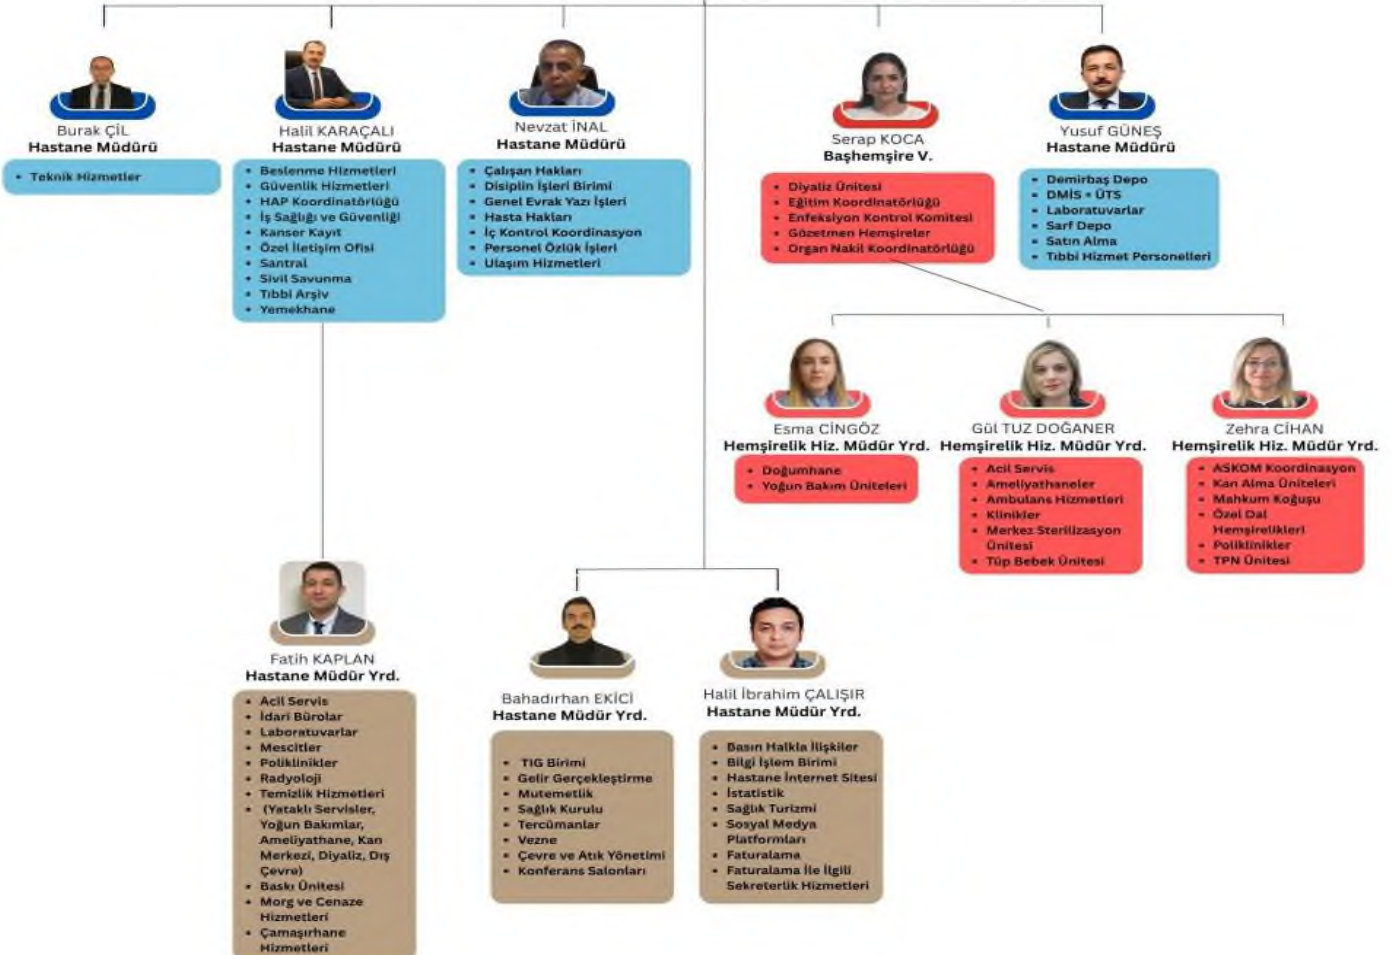 Burak ÇİL
Hastane Müdürü
• Teknik Hizmetler
Halil KARAÇALI
Hastane Müdürü
• Beslenme Hizmetleri
• Güvenlik Hizmetleri
• HAP Koordinatörlüğü
• İş Sağlığı ve Güvenliği
• Kanser Kayıt
• Özel İletişim Ofisi
• Santral
• Sivil Savunma
• Tıbbi Arşiv
• Yemekhane
Nevzat İNAL
Hastane Müdürü
• Çalışan Hakları
• Disiplin İşleri Birimi
• Genel Evrak Yazı İşleri
• Hasta Hakları
• İç Kontrol Koordinasyon
• Personel Özlük İşleri
• Ulaşım Hizmetleri
Serap KOCA
Başhemşire V.
• Diyaliz Ünitesi
• Eğitim Koordinatörlüğü
• Enfeksiyon Kontrol Komitesi
• Gözetmen Hemşireler
• Organ Nakil Koordinatörlüğü
Yusuf GÜNEŞ
Hastane Müdürü
• Demirbaş Depo
• DMİS - ÜTS
• Laboratuvarlar
• Sarf Depo
• Satın Alma
• Tıbbi Hizmet Personelleri
Esma CİNGÖZ
Hemşirelik Hiz. Müdür Yrd.
• Doğumhane
• Yoğun Bakım Üniteleri
Gül TUZ DOĞANER
Hemşirelik Hiz. Müdür Yrd.
• Acil Servis
• Ameliyathaneler
• Ambulans Hizmetleri
• Klinikler
• Merkez Sterilizasyon
Ünitesi
• Tüp Bebek Ünitesi
Zehra CİHAN
Hemşirelik Hiz. Müdür Yrd.
• ASKOM Koordinasyon
• Kan Alma Üniteleri
• Mahkum Koğuşu
• Özel Dal
Hemşirelikleri
• Poliklinikler
• TPN Ünitesi
Fatih KAPLAN
Hastane Müdür Yrd.
• Acil Servis
• İdari Bürolar
• Laboratuvarlar
• Mescitler
• Poliklinikler
• Radyoloji
• Temizlik Hizmetleri
• (Yataklı Servisler,
Yoğun Bakımlar,
Ameliyathane, Kan
Merkezi, Diyaliz, Dış
Çevre)
• Baskı Ünitesi
• Morg ve Cenaze
Hizmetleri
• Çamaşırhane
Hizmetleri
Bahadırhan EKİCİ
Hastane Müdür Yrd.
• TIG Birimi
• Gelir Gerçekleştirme
• Mutemetlik
• Sağlık Kurulu
• Tercümanlar
• Vezne
• Çevre ve Atık Yönetimi
• Konferans Salonları
Halil İbrahim ÇALIŞIR
Hastane Müdür Yrd.
• Basın Halkla İlişkiler
• Bilgi İşlem Birimi
• Hastane İnternet Sitesi
• İstatistik
• Sağlık Turizmi
• Sosyal Medya
Platformları
• Faturalama
• Faturalama İle İlgili
Sekreterlik Hizmetleri